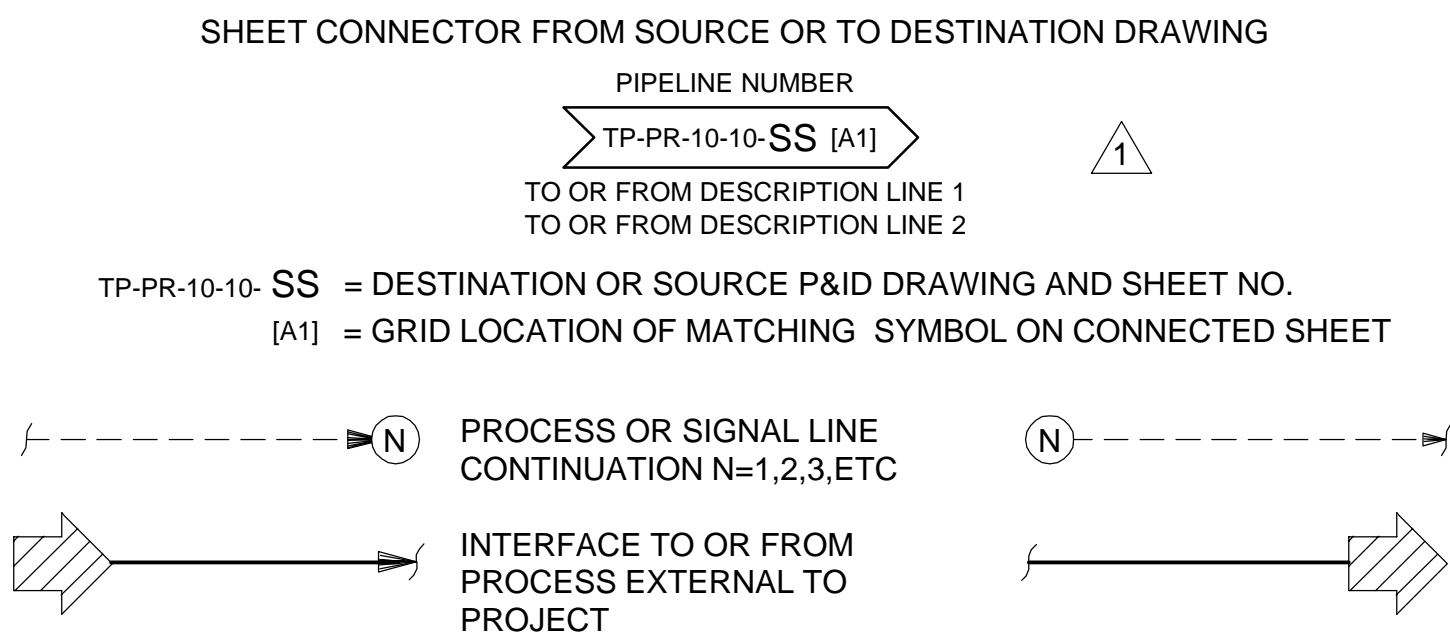 SHEET CONNECTOR FROM SOURCE OR TO DESTINATION DRAWING
PIPELINE NUMBER
TP-PR-10-10-SS [A1]
1
TO OR FROM DESCRIPTION LINE 1
TO OR FROM DESCRIPTION LINE 2
TP-PR-10-10- SS = DESTINATION OR SOURCE P&ID DRAWING AND SHEET NO.
[A1] = GRID LOCATION OF MATCHING SYMBOL ON CONNECTED SHEET
N PROCESS OR SIGNAL LINE N
CONTINUATION N=1,2,3,ETC
INTERFACE TO OR FROM
PROCESS EXTERNAL TO
PROJECT